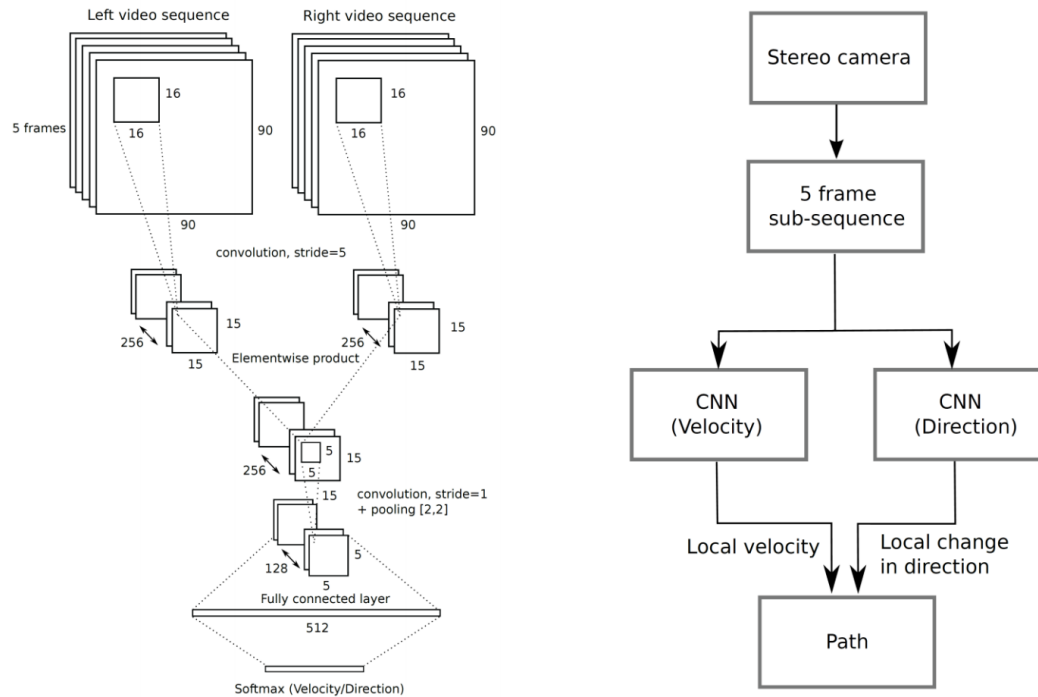 Left video sequence
Right video sequence
16
16
5 frames
90
90
16
16
90
90
convolution, stride=5
256
15
15
256
15
15
Elementwise product
256
5
5
15
15
convolution, stride=1
+ pooling [2,2]
128
5
5
Fully connected layer
512
Softmax (Velocity/Direction)
Stereo camera
5 frame
sub-sequence
CNN
(Velocity)
CNN
(Direction)
Local velocity
Local change
in direction
Path